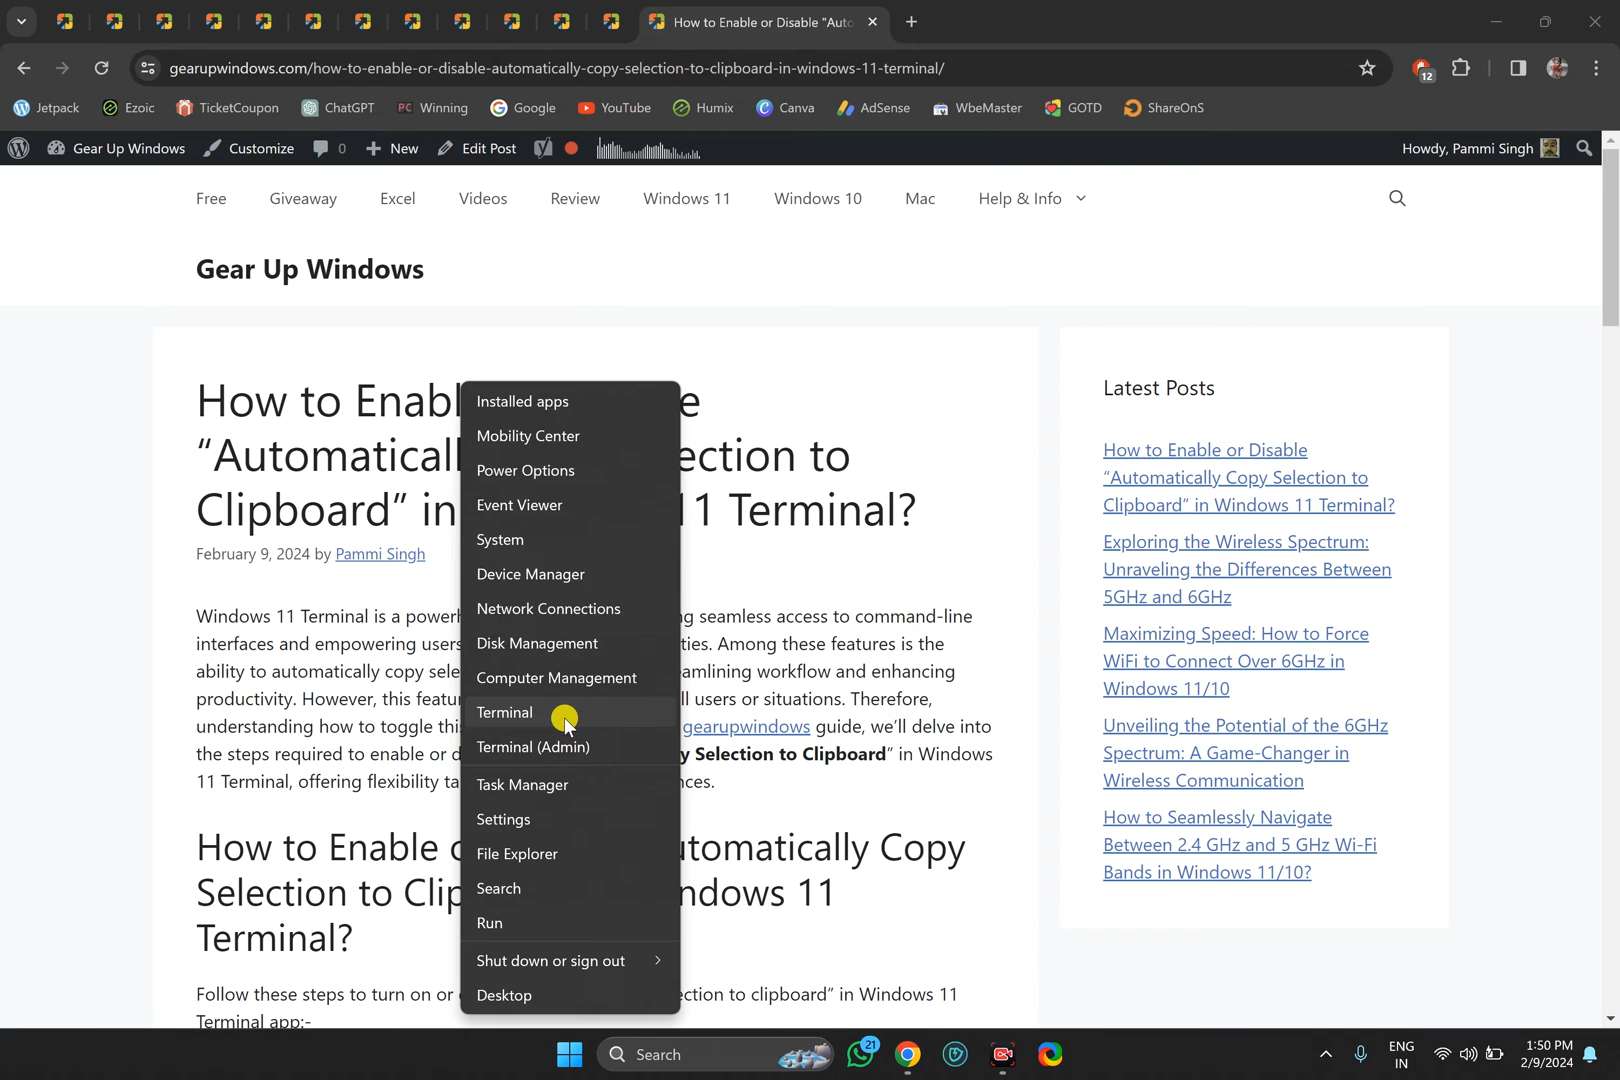 How to Enable or Disable "Auto
gearupwindows.com/how-to-enable-or-disable-automatically-copy-selection-to-clipboard-in-windows-11-terminal/
12
Jetpack
Ezoic
TicketCoupon
ChatGPT
PC Winning
Google
YouTube
Humix
Canva
AdSense
WbeMaster
GOTD
ShareOnS
Gear Up Windows
Customize
0
New
Edit Post
Howdy, Pammi Singh
Free
Giveaway
Excel
Videos
Review
Windows 11
Windows 10
Mac
Help & Info
Gear Up Windows
How to Enabl e
“Automaticall ection to
Clipboard” in 11 Terminal?
February 9, 2024 by Pammi Singh
Windows 11 Terminal is a powerf ng seamless access to command-line
interfaces and empowering users ties. Among these features is the
ability to automatically copy sele amlining workflow and enhancing
productivity. However, this featur ll users or situations. Therefore,
understanding how to toggle thi gearupwindows guide, we’ll delve into
the steps required to enable or d y Selection to Clipboard“ in Windows
11 Terminal, offering flexibility ta nces.
How to Enable o utomatically Copy
Selection to Clip ndows 11
Terminal?
Follow these steps to turn on or ection to clipboard” in Windows 11
Terminal app:-
Installed apps
Mobility Center
Power Options
Event Viewer
System
Device Manager
Network Connections
Disk Management
Computer Management
Terminal
Terminal (Admin)
Task Manager
Settings
File Explorer
Search
Run
Shut down or sign out
Desktop
Latest Posts
How to Enable or Disable
“Automatically Copy Selection to
Clipboard” in Windows 11 Terminal?
Exploring the Wireless Spectrum:
Unraveling the Differences Between
5GHz and 6GHz
Maximizing Speed: How to Force
WiFi to Connect Over 6GHz in
Windows 11/10
Unveiling the Potential of the 6GHz
Spectrum: A Game-Changer in
Wireless Communication
How to Seamlessly Navigate
Between 2.4 GHz and 5 GHz Wi-Fi
Bands in Windows 11/10?
Search
21
ENG
IN
1:50 PM
2/9/2024